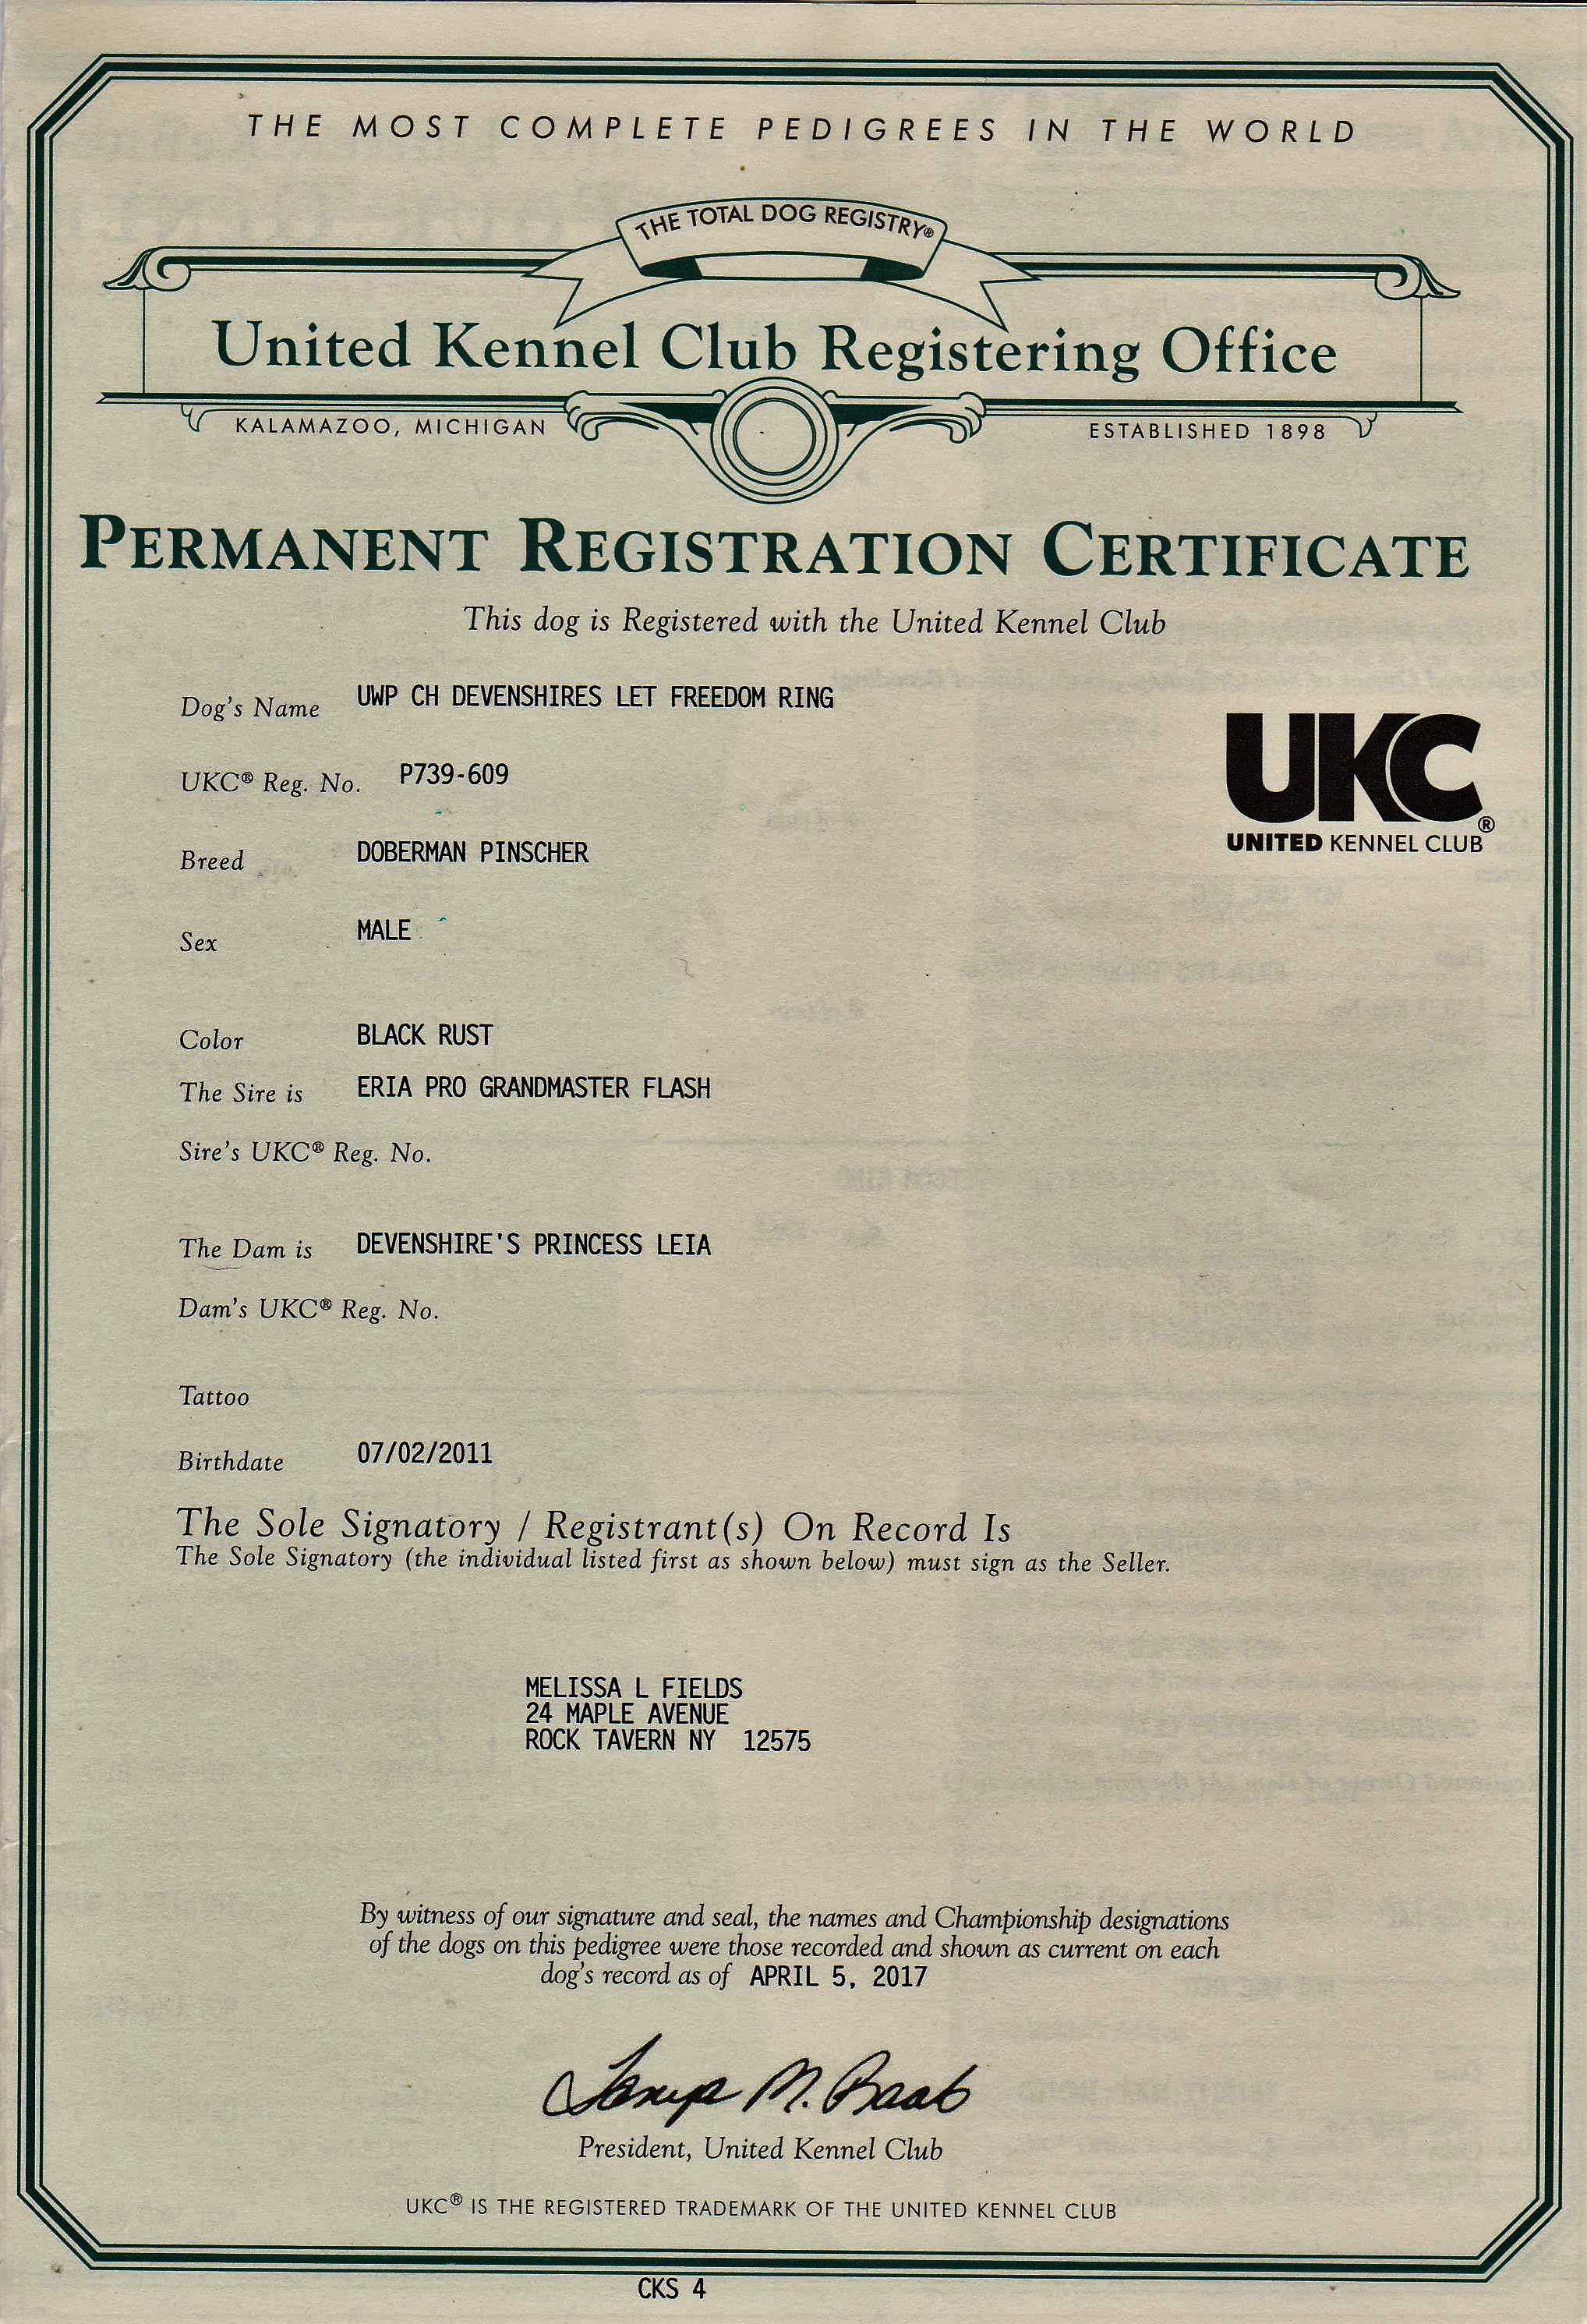 THE MOST COMPLETE PEDIGREES IN THE WORLD
THE TOTAL DOG REGISTRY®
United Kennel Club Registering Office
KALAMAZOO, MICHIGAN
ESTABLISHED 1898
PERMANENT REGISTRATION CERTIFICATE
This dog is Registered with the United Kennel Club
Dog's Name UWP CH DEVENSHIRES LET FREEDOM RING
UKC® Reg. No. P739-609
UKC®
UNITED KENNEL CLUB
Breed DOBERMAN PINSCHER
Sex MALE
Color BLACK RUST
The Sire is ERIA PRO GRANDMASTER FLASH
Sire's UKC® Reg. No.
The Dam is DEVENSHIRE'S PRINCESS LEIA
Dam's UKC® Reg. No.
Tattoo
Birthdate 07/02/2011
The Sole Signatory / Registrant(s) On Record Is
The Sole Signatory (the individual listed first as shown below) must sign as the Seller.
MELISSA L FIELDS
24 MAPLE AVENUE
ROCK TAVERN NY 12575
By witness of our signature and seal, the names and Championship designations
of the dogs on this pedigree were those recorded and shown as current on each
dog's record as of APRIL 5, 2017
Tanya M. Raab
President, United Kennel Club
UKC® IS THE REGISTERED TRADEMARK OF THE UNITED KENNEL CLUB
CKS 4